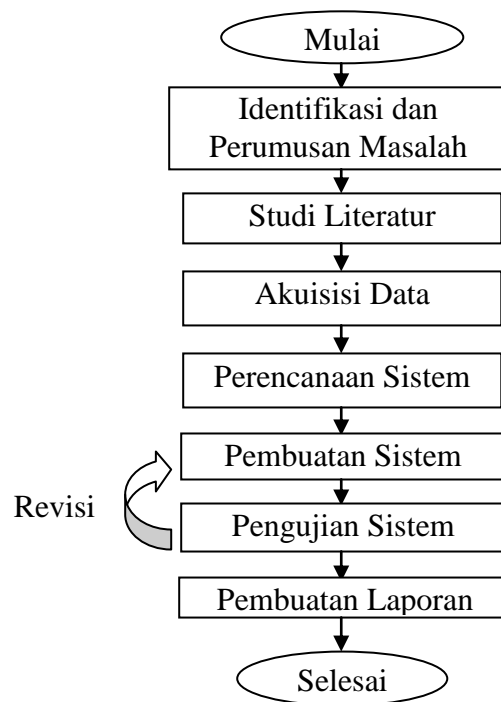 Mulai
Identifikasi dan
Perumusan Masalah
Studi Literatur
Akuisisi Data
Perencanaan Sistem
Pembuatan Sistem
Revisi
Pengujian Sistem
Pembuatan Laporan
Selesai